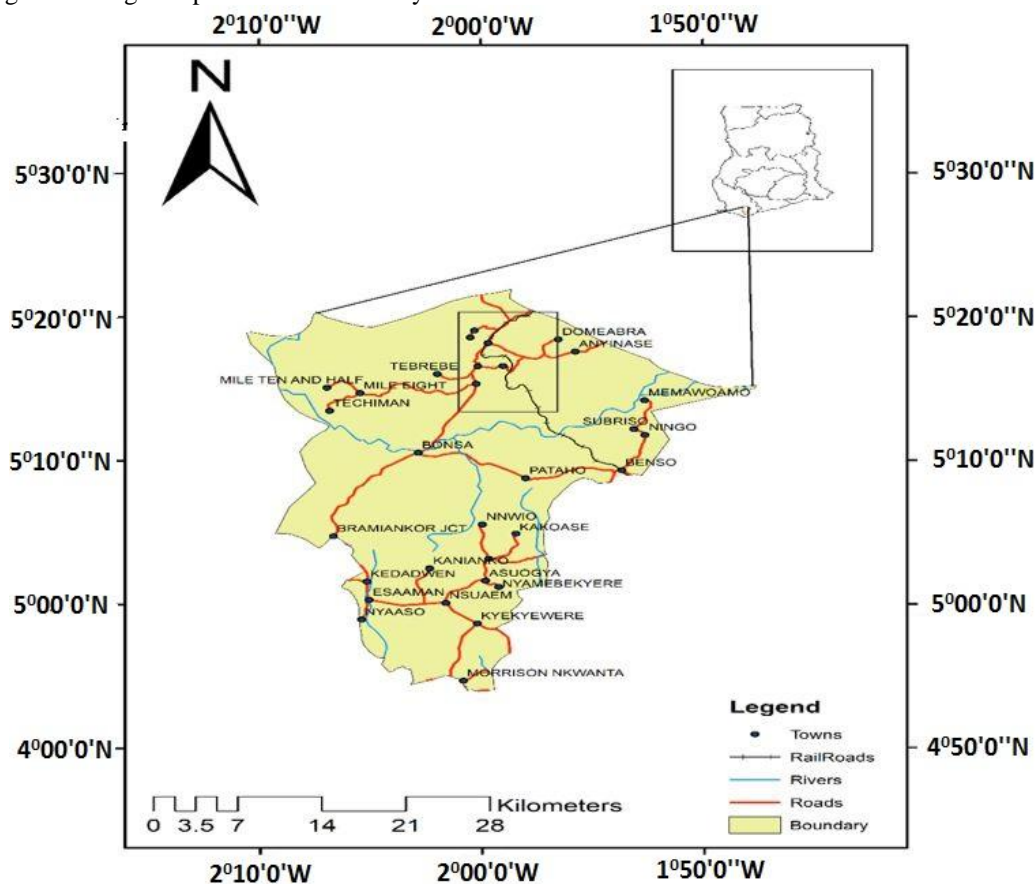 2⁰10'0''W 2⁰00'0''W 1⁰50'0''W
N
5⁰30'0'N 5⁰30'0'N
5⁰20'0''N 5⁰20'0''N
DOMEABRA
ANYINASE
TEBREBE
MILE TEN AND HALF
MILE EIGHT
TECHIMAN
MEMAWOAMO
SUBRISO
NINGO
BONSA
BENSO
5⁰10'0''N 5⁰10'0''N
PATAHO
NNWIO
KAKOASE
BRAMIANKOR JCT
KANIANKO
KEDADWEN
ASUOGYA
NYAMEBEKYERE
ESAAMAN
NSUAEM
5⁰00'0''N 5⁰00'0''N
NYAASO
KYEKYEWERE
MORRISON NKWANTA
Legend
Towns
RailRoads
Rivers
Roads
Boundary
4⁰00'0'N 4⁰50'0'N
Kilometers
0 3.5 7 14 21 28
2⁰10'0'W 2⁰00'0''W 1⁰50'0''W